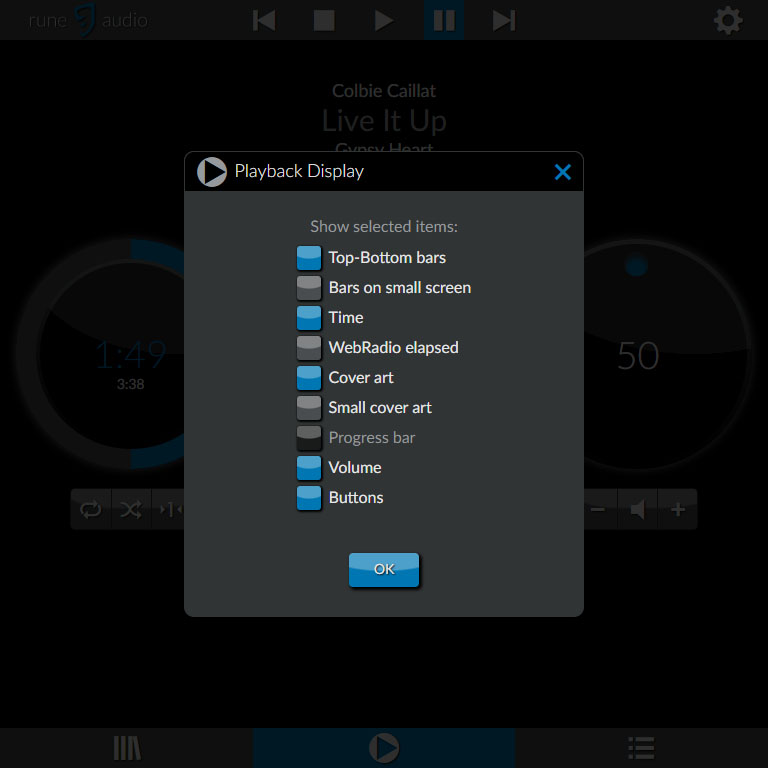 rune audio
Colbie Caillat
Live It Up
Gypsy Heart
Playback Display
Show selected items:
Top-Bottom bars
Bars on small screen
Time
WebRadio elapsed
Cover art
Small cover art
Progress bar
Volume
Buttons
OK
1:49
3:38
50
1